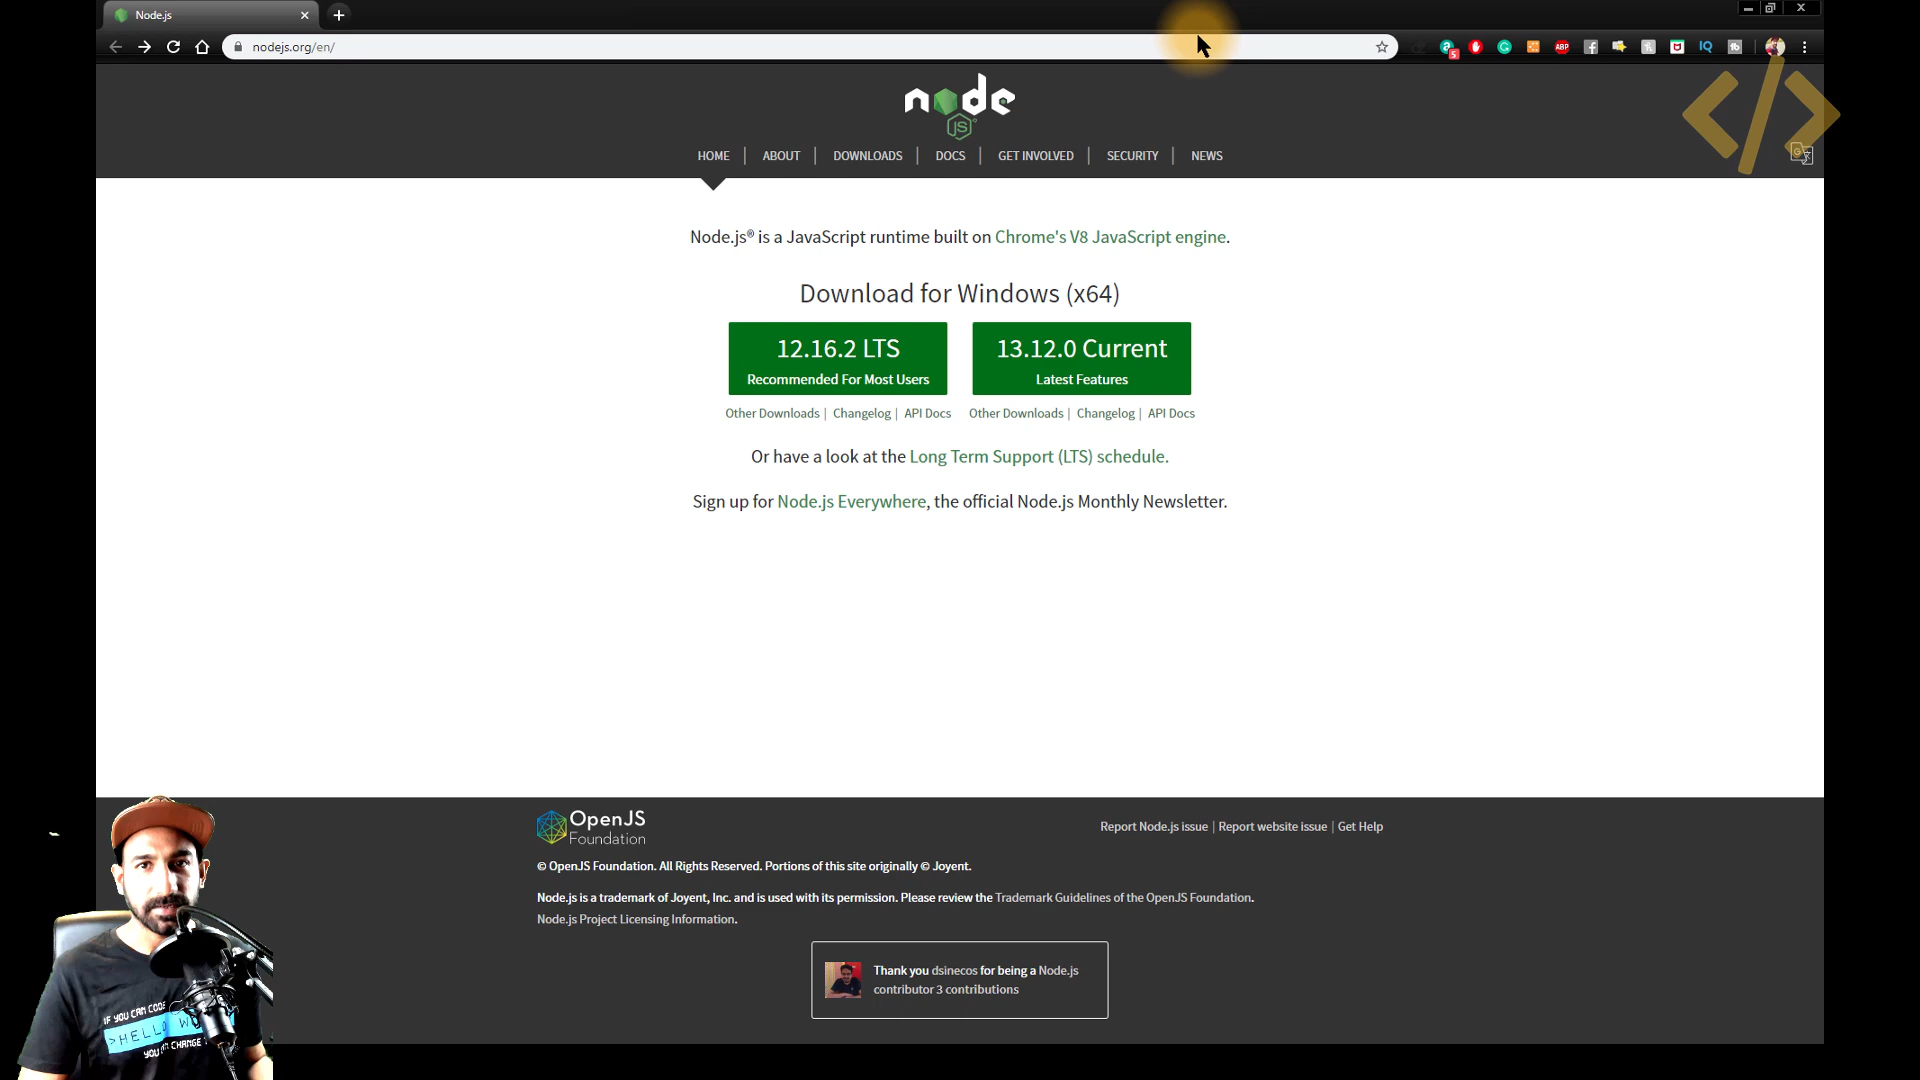 Node.js
nodejs.org/en/
5
ABP
IQ
node
JS
HOME | ABOUT | DOWNLOADS | DOCS | GET INVOLVED | SECURITY | NEWS
Node.js® is a JavaScript runtime built on Chrome's V8 JavaScript engine.
Download for Windows (x64)
12.16.2 LTS
Recommended For Most Users
13.12.0 Current
Latest Features
Other Downloads | Changelog | API Docs
Other Downloads | Changelog | API Docs
Or have a look at the Long Term Support (LTS) schedule.
Sign up for Node.js Everywhere, the official Node.js Monthly Newsletter.
OpenJS
Foundation
Report Node.js issue | Report website issue | Get Help
© OpenJS Foundation. All Rights Reserved. Portions of this site originally © Joyent.
Node.js is a trademark of Joyent, Inc. and is used with its permission. Please review the Trademark Guidelines of the OpenJS Foundation.
Node.js Project Licensing Information.
Thank you dsinecos for being a Node.js
contributor 3 contributions
IF YOU CAN CODE
>HELLO W
YOU CAN CHANGE